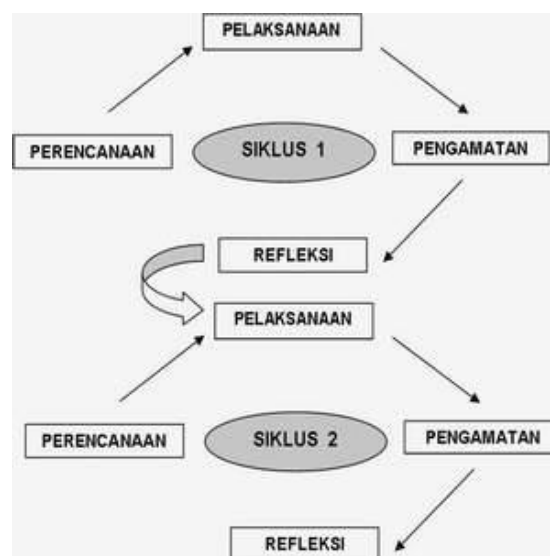 PELAKSANAAN
PERENCANAAN
SIKLUS 1
PENGAMATAN
REFLEKSI
PELAKSANAAN
PERENCANAAN
SIKLUS 2
PENGAMATAN
REFLEKSI